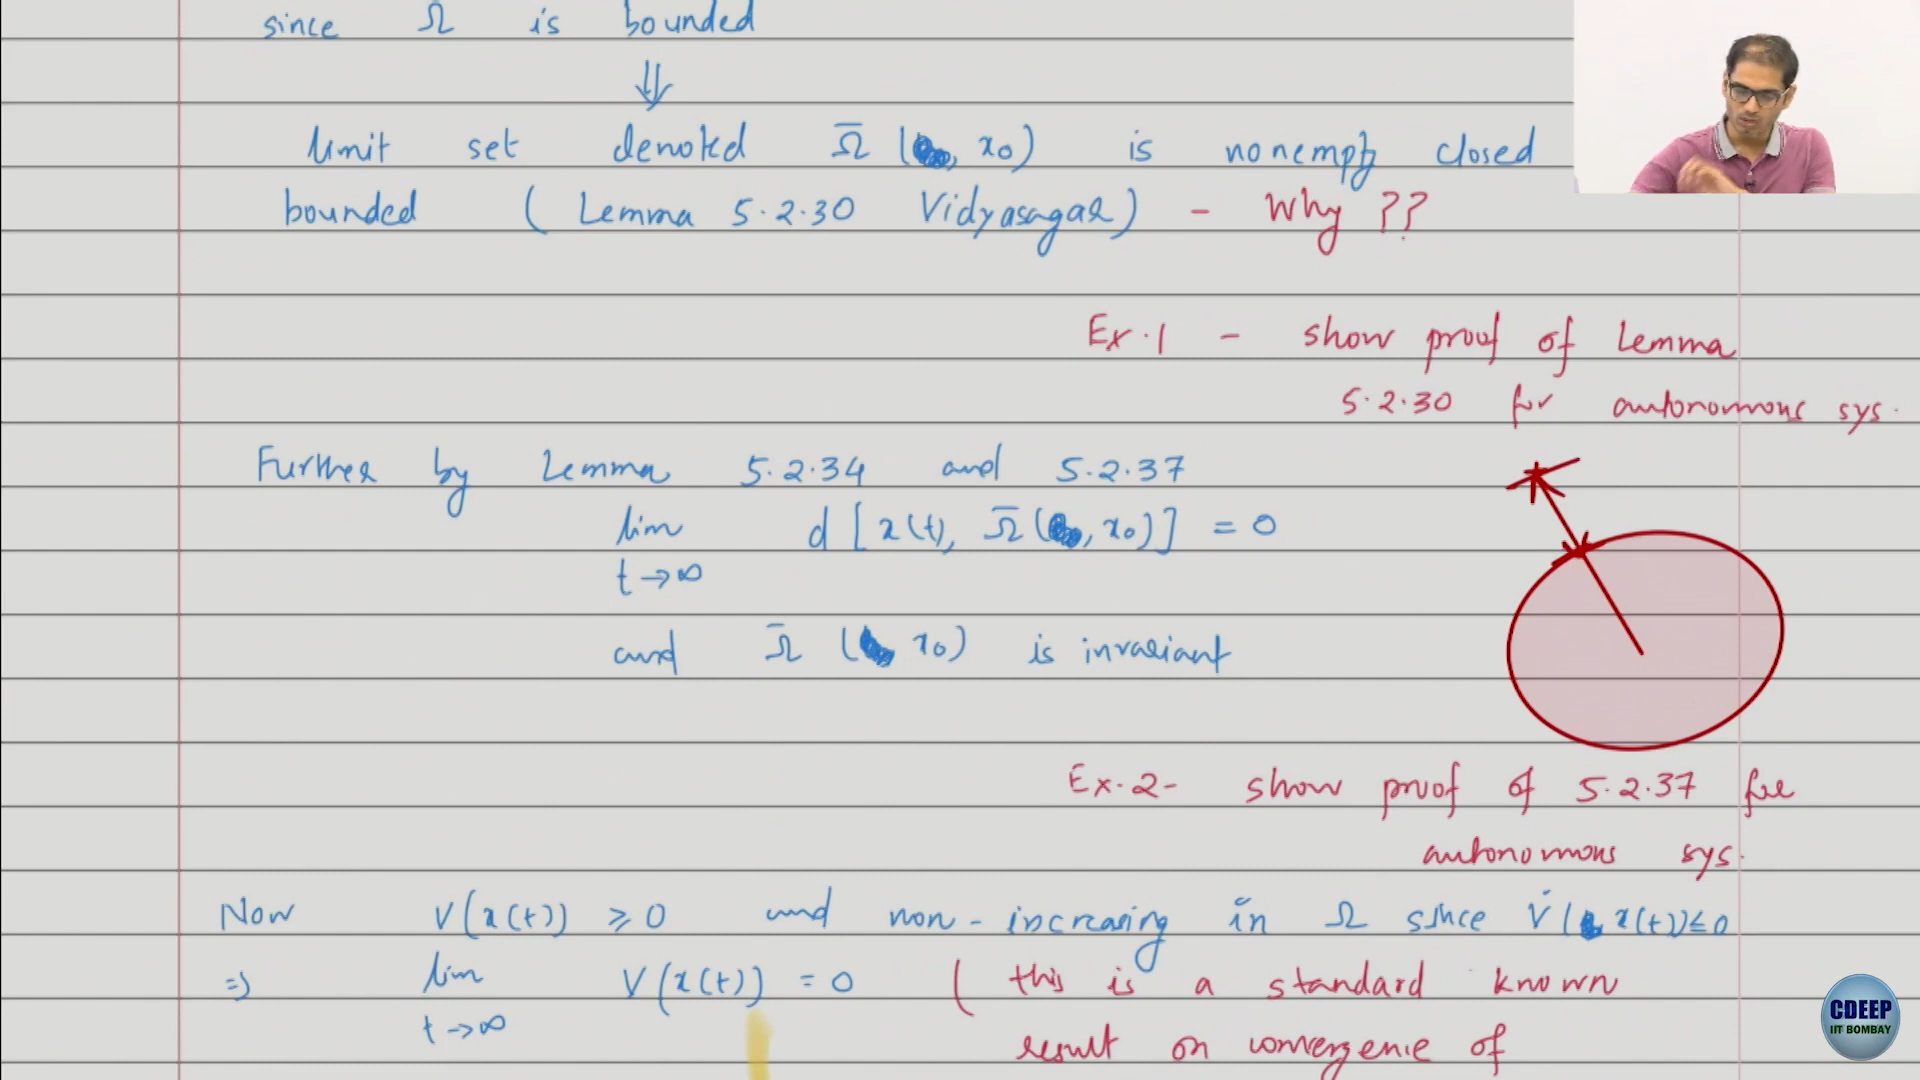 since Ω is bounded
⇓
limit set denoted Ω̄ ( , x0) is nonempty closed
bounded ( Lemma 5.2.30 Vidyasagar) - Why ??
Ex.1 - show proof of Lemma
5.2.30 for autonomous sys.
Further by Lemma 5.2.34 and 5.2.37
lim d [x(t), Ω̄ ( , x0)] = 0
t → ∞
and Ω̄ ( x0) is invariant
Ex.2- show proof of 5.2.37 for
autonomous sys.
Now V(x(t)) ≥ 0 and non-increasing in Ω since V̇( x(t)) ≤ 0
⇒ lim V(x(t)) = 0 ( this is a standard known
t → ∞
result on convergence of
CDEEP
IIT BOMBAY